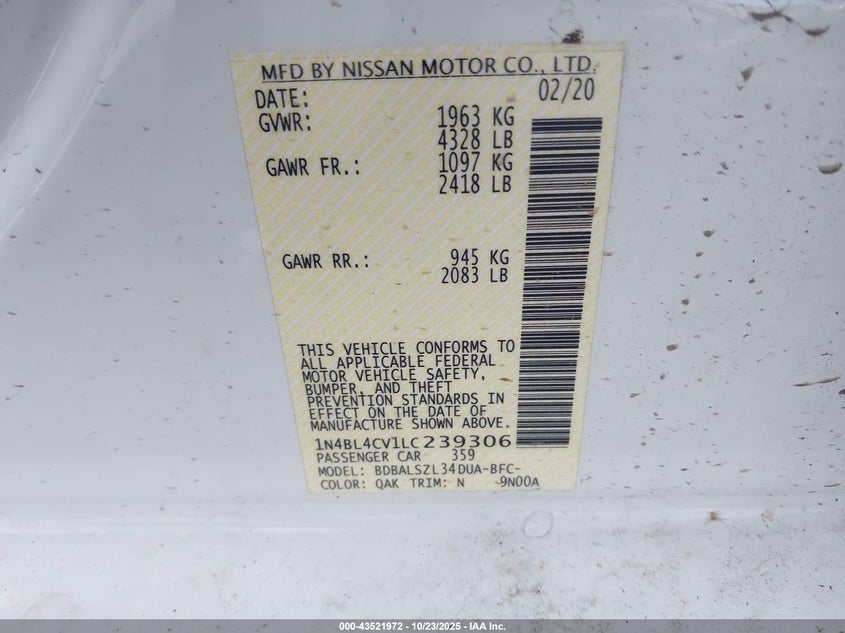 MFD BY NISSAN MOTOR CO., LTD.
DATE: 02/20
GVWR: 1963 KG
4328 LB
GAWR FR.: 1097 KG
2418 LB
GAWR RR.: 945 KG
2083 LB
THIS VEHICLE CONFORMS TO
ALL APPLICABLE FEDERAL
MOTOR VEHICLE SAFETY,
BUMPER, AND THEFT
PREVENTION STANDARDS IN
EFFECT ON THE DATE OF
MANUFACTURE SHOWN ABOVE.
1N4BL4CV1LC239306
PASSENGER CAR 359
MODEL: BDBALSZL34DUA-BFC-
COLOR: QAK TRIM: N -9N00A
000-43521972 - 10/23/2025 - IAA Inc.